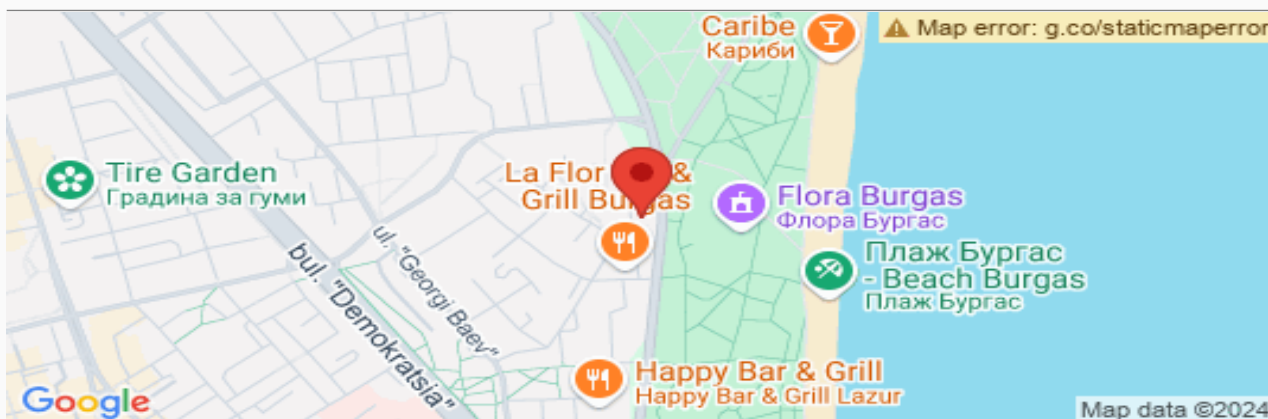 Caribe
Кариби
Map error: g.co/staticmaperror
Tire Garden
Градина за гуми
La Flor &
Grill Burgas
Flora Burgas
Флора Бургас
Плаж Бургас
- Beach Burgas
Плаж Бургас
ul. "Georgi Baev"
bul. "Demokratsia"
Happy Bar & Grill
Happy Bar & Grill Lazur
Google
Map data ©2024